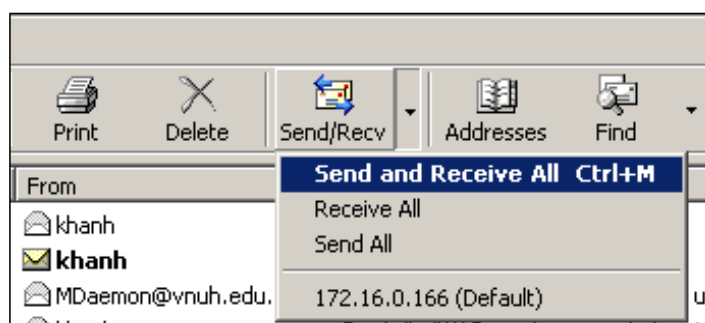 Print Delete Send/Recv Addresses Find
Send and Receive All Ctrl+M
From
Receive All
khanh
Send All
khanh
MDaemon@vnuh.edu.
172.16.0.166 (Default)
u